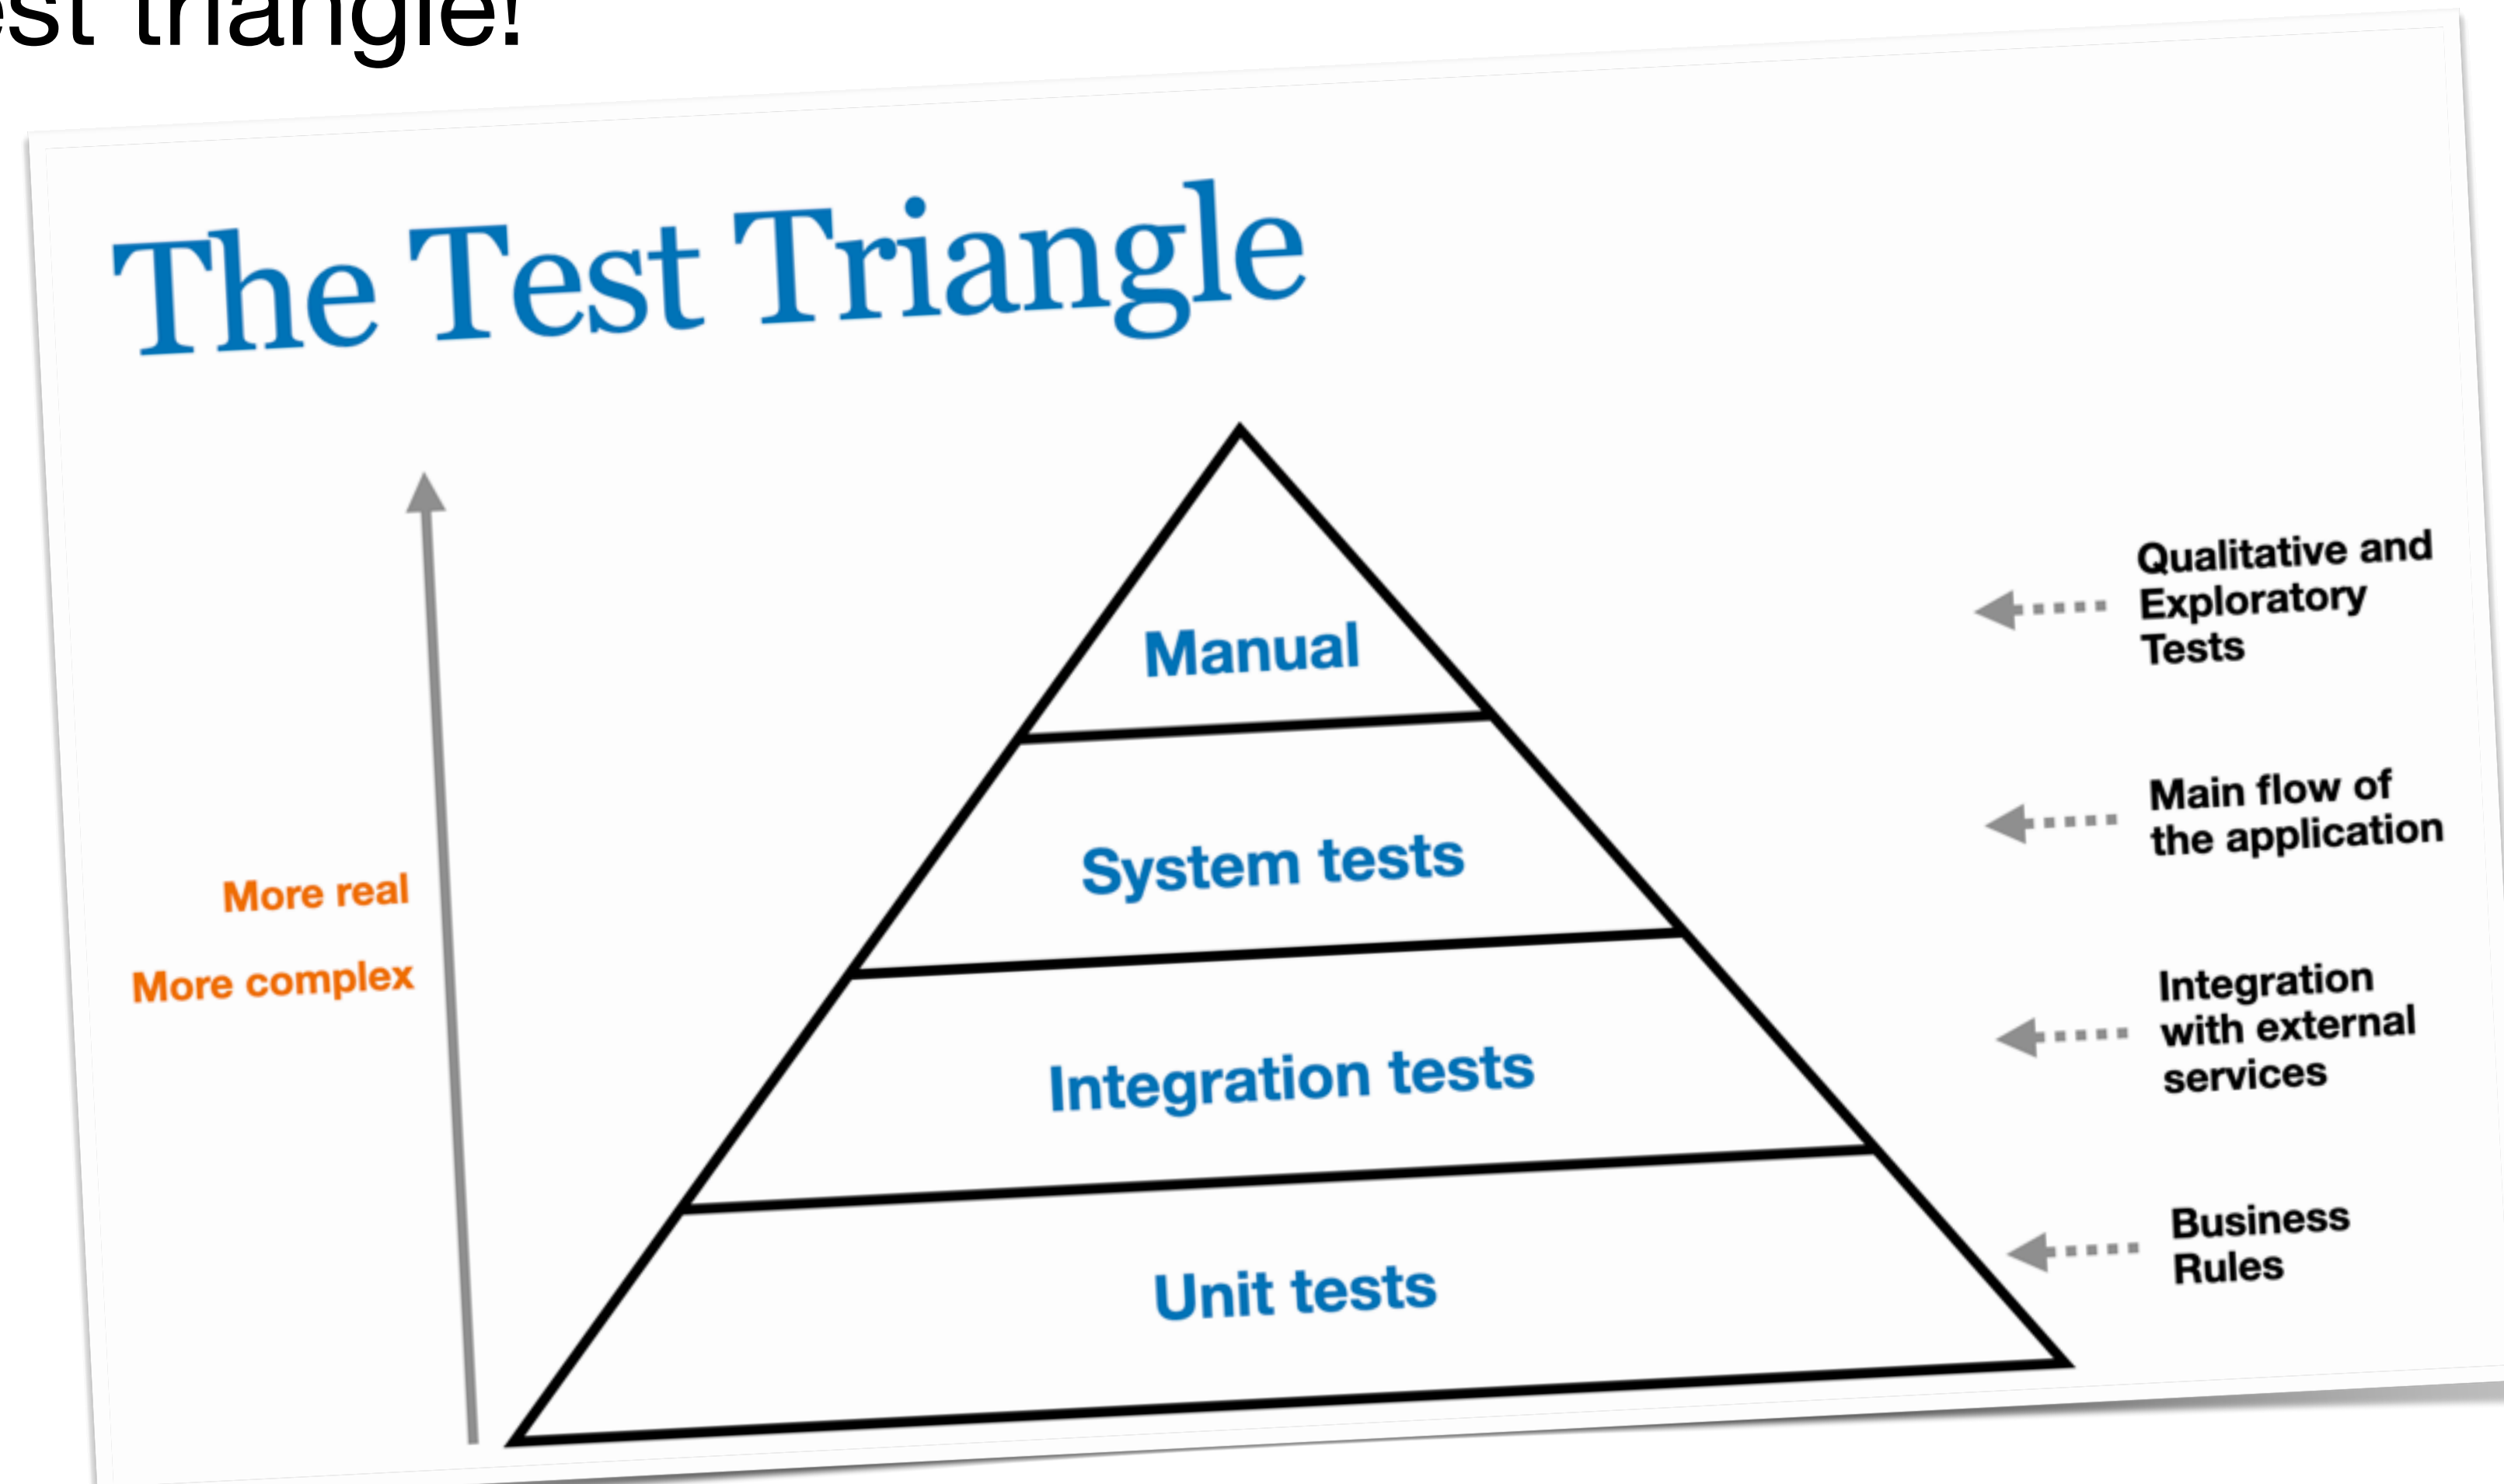 triangle!
The Test Triangle
Manual
System tests
Integration tests
Unit tests
More real
More complex
Qualitative and
Exploratory
Tests
Main flow of
the application
Integration
with external
services
Business
Rules